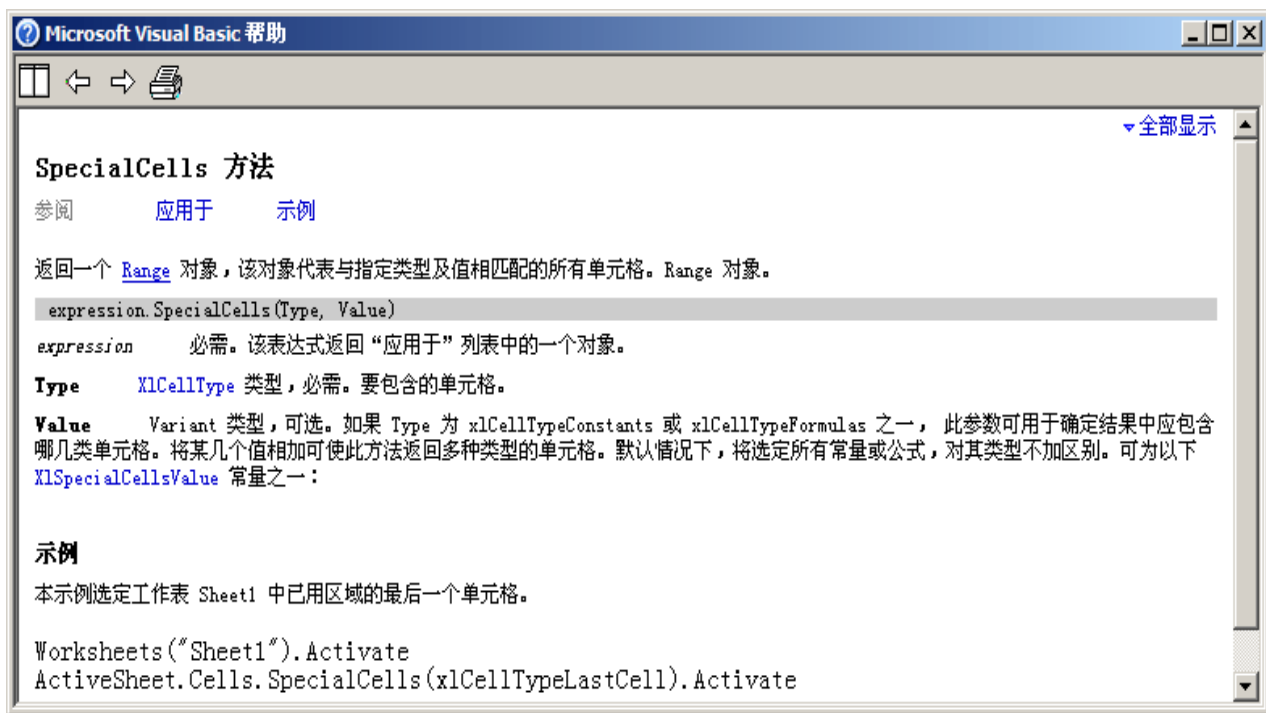 Microsoft Visual Basic 帮助
全部显示
SpecialCells 方法
参阅 应用于 示例
返回一个 Range 对象，该对象代表与指定类型及值相匹配的所有单元格。Range 对象。
expression.SpecialCells(Type, Value)
expression 必需。该表达式返回“应用于”列表中的一个对象。
Type XlCellType 类型，必需。要包含的单元格。
Value Variant 类型，可选。如果 Type 为 xlCellTypeConstants 或 xlCellTypeFormulas 之一， 此参数可用于确定结果中应包含
哪几类单元格。将某几个值相加可使此方法返回多种类型的单元格。默认情况下，将选定所有常量或公式，对其类型不加区别。可为以下
XlSpecialCellsValue 常量之一：
示例
本示例选定工作表 Sheet1 中已用区域的最后一个单元格。
Worksheets("Sheet1").Activate
ActiveSheet.Cells.SpecialCells(xlCellTypeLastCell).Activate